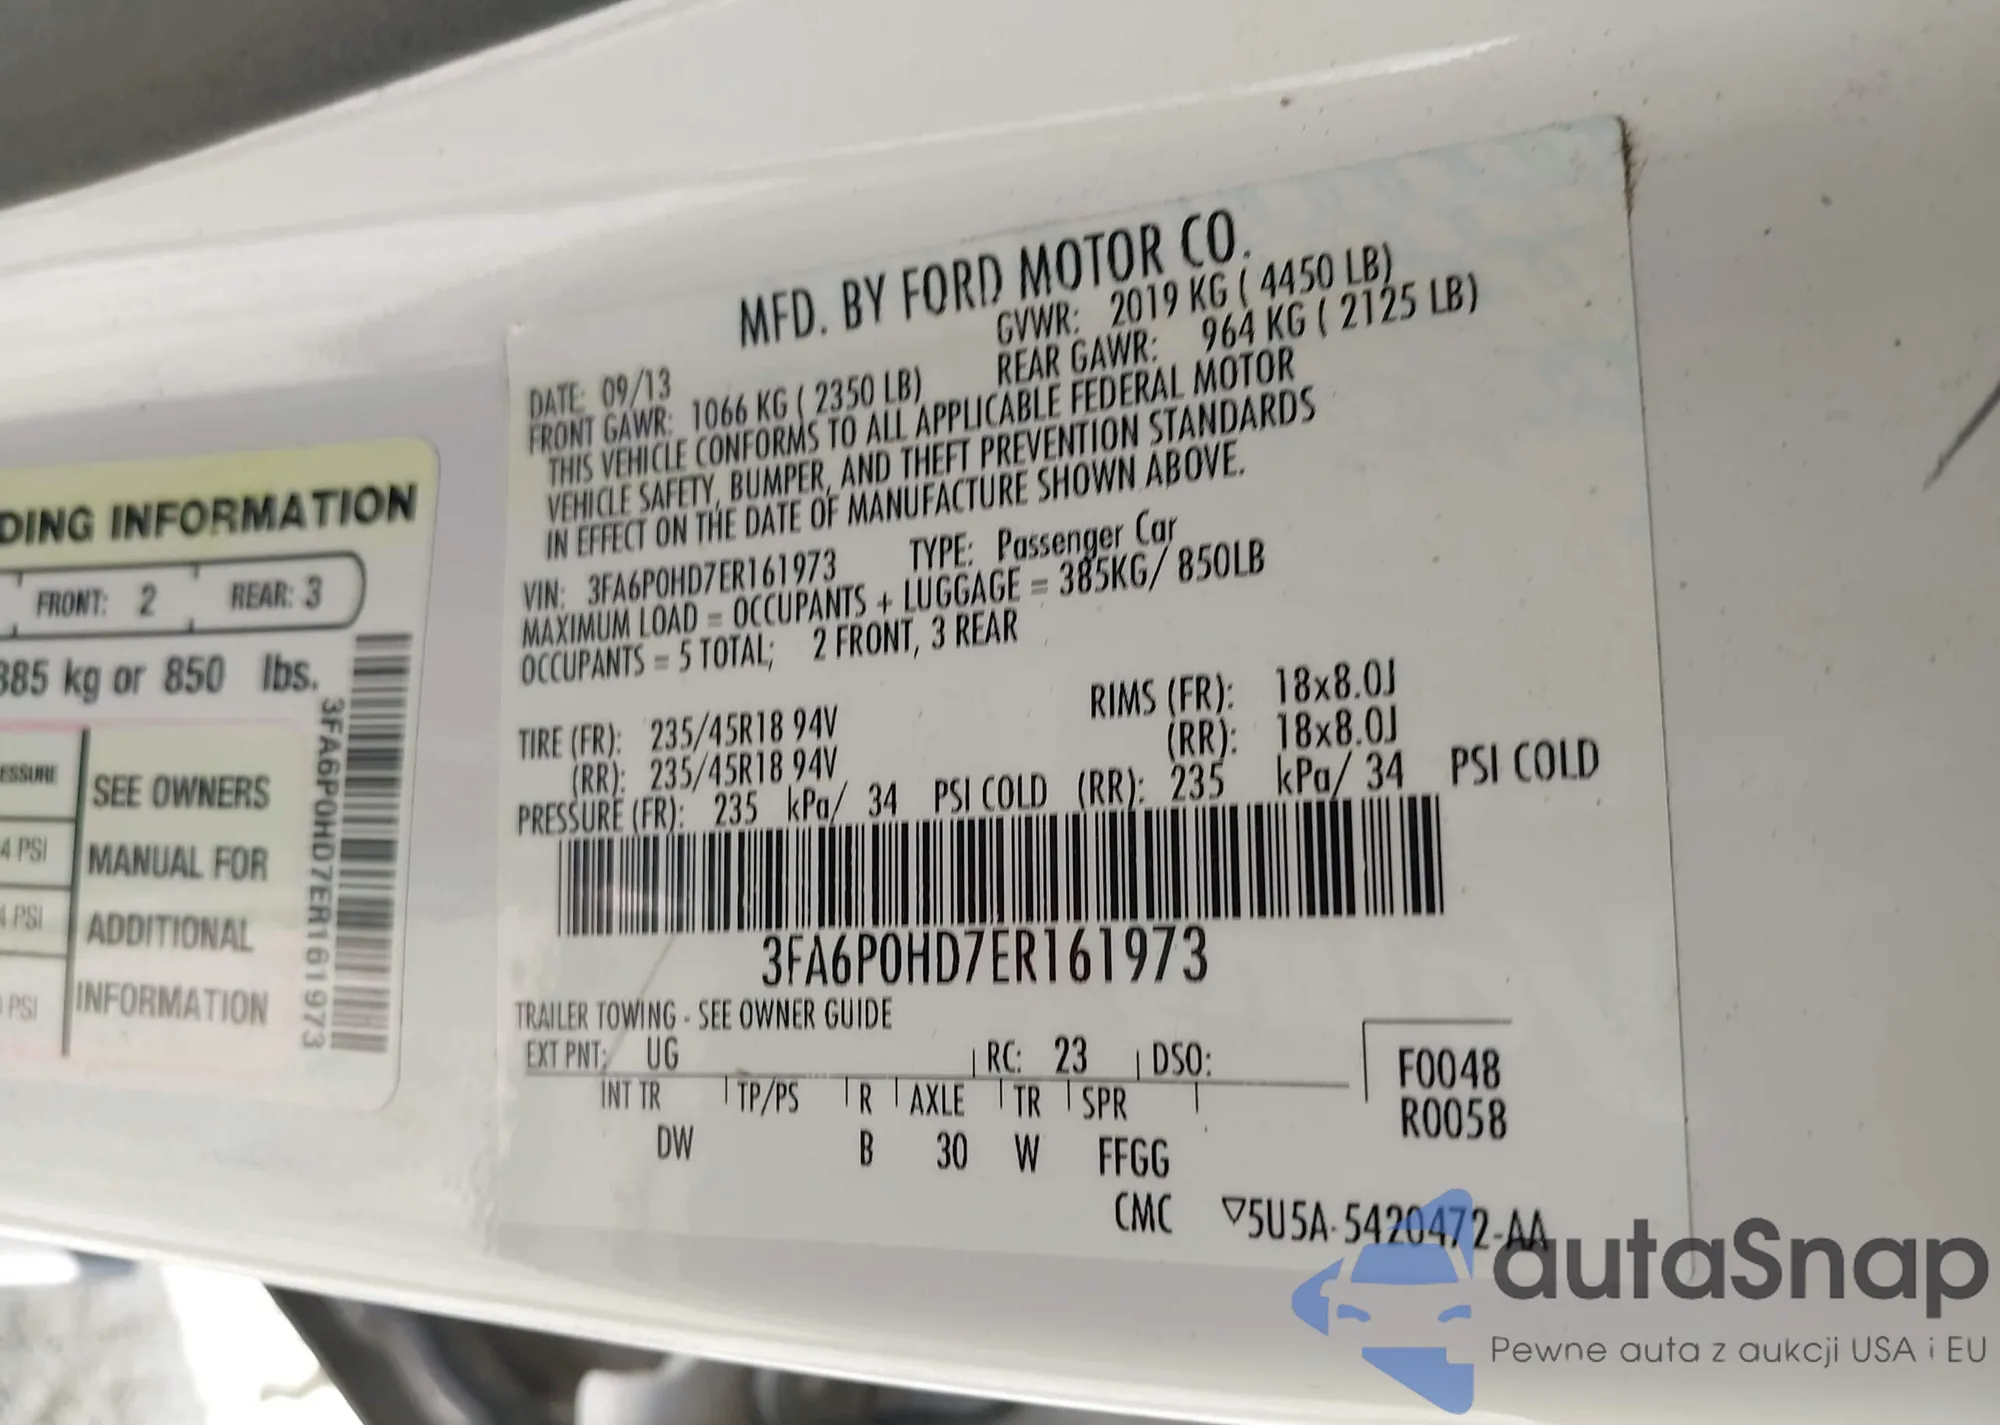 DING INFORMATION
FRONT: 2 REAR: 3
385 kg or 850 lbs.
ESSURE
SEE OWNERS
4 PSI
MANUAL FOR
4 PSI
ADDITIONAL
PSI
INFORMATION
3FA6P0HD7ER161973
MFD. BY FORD MOTOR CO.
DATE: 09/13 GVWR: 2019 KG ( 4450 LB)
FRONT GAWR: 1066 KG ( 2350 LB) REAR GAWR: 964 KG ( 2125 LB)
THIS VEHICLE CONFORMS TO ALL APPLICABLE FEDERAL MOTOR
VEHICLE SAFETY, BUMPER, AND THEFT PREVENTION STANDARDS
IN EFFECT ON THE DATE OF MANUFACTURE SHOWN ABOVE.
VIN: 3FA6P0HD7ER161973 TYPE: Passenger Car
MAXIMUM LOAD = OCCUPANTS + LUGGAGE = 385KG/ 850LB
OCCUPANTS = 5 TOTAL; 2 FRONT, 3 REAR
TIRE (FR): 235/45R18 94V RIMS (FR): 18x8.0J
(RR): 235/45R18 94V (RR): 18x8.0J
PRESSURE (FR): 235 kPa/ 34 PSI COLD (RR): 235 kPa/ 34 PSI COLD
3FA6P0HD7ER161973
TRAILER TOWING - SEE OWNER GUIDE
EXT PNT: UG RC: 23 DSO:
F0048
INT TR TP/PS R AXLE TR SPR
R0058
DW B 30 W FFGG
CMC ▽5U5A-5420472-AA
autaSnap
Pewne auta z aukcji USA i EU